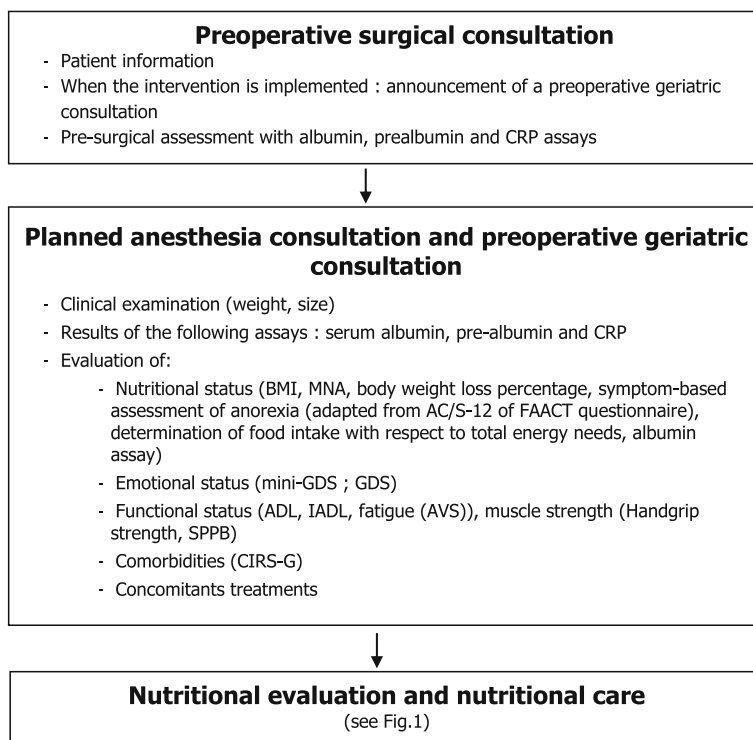 Preoperative surgical consultation
- Patient information
- When the intervention is implemented : announcement of a preoperative geriatric
consultation
- Pre-surgical assessment with albumin, prealbumin and CRP assays
Planned anesthesia consultation and preoperative geriatric
consultation
- Clinical examination (weight, size)
- Results of the following assays : serum albumin, pre-albumin and CRP
- Evaluation of:
- Nutritional status (BMI, MNA, body weight loss percentage, symptom-based
assessment of anorexia (adapted from AC/S-12 of FAACT questionnaire),
determination of food intake with respect to total energy needs, albumin
assay)
- Emotional status (mini-GDS ; GDS)
- Functional status (ADL, IADL, fatigue (AVS)), muscle strength (Handgrip
strength, SPPB)
- Comorbidities (CIRS-G)
- Concomitants treatments
Nutritional evaluation and nutritional care
(see Fig.1)